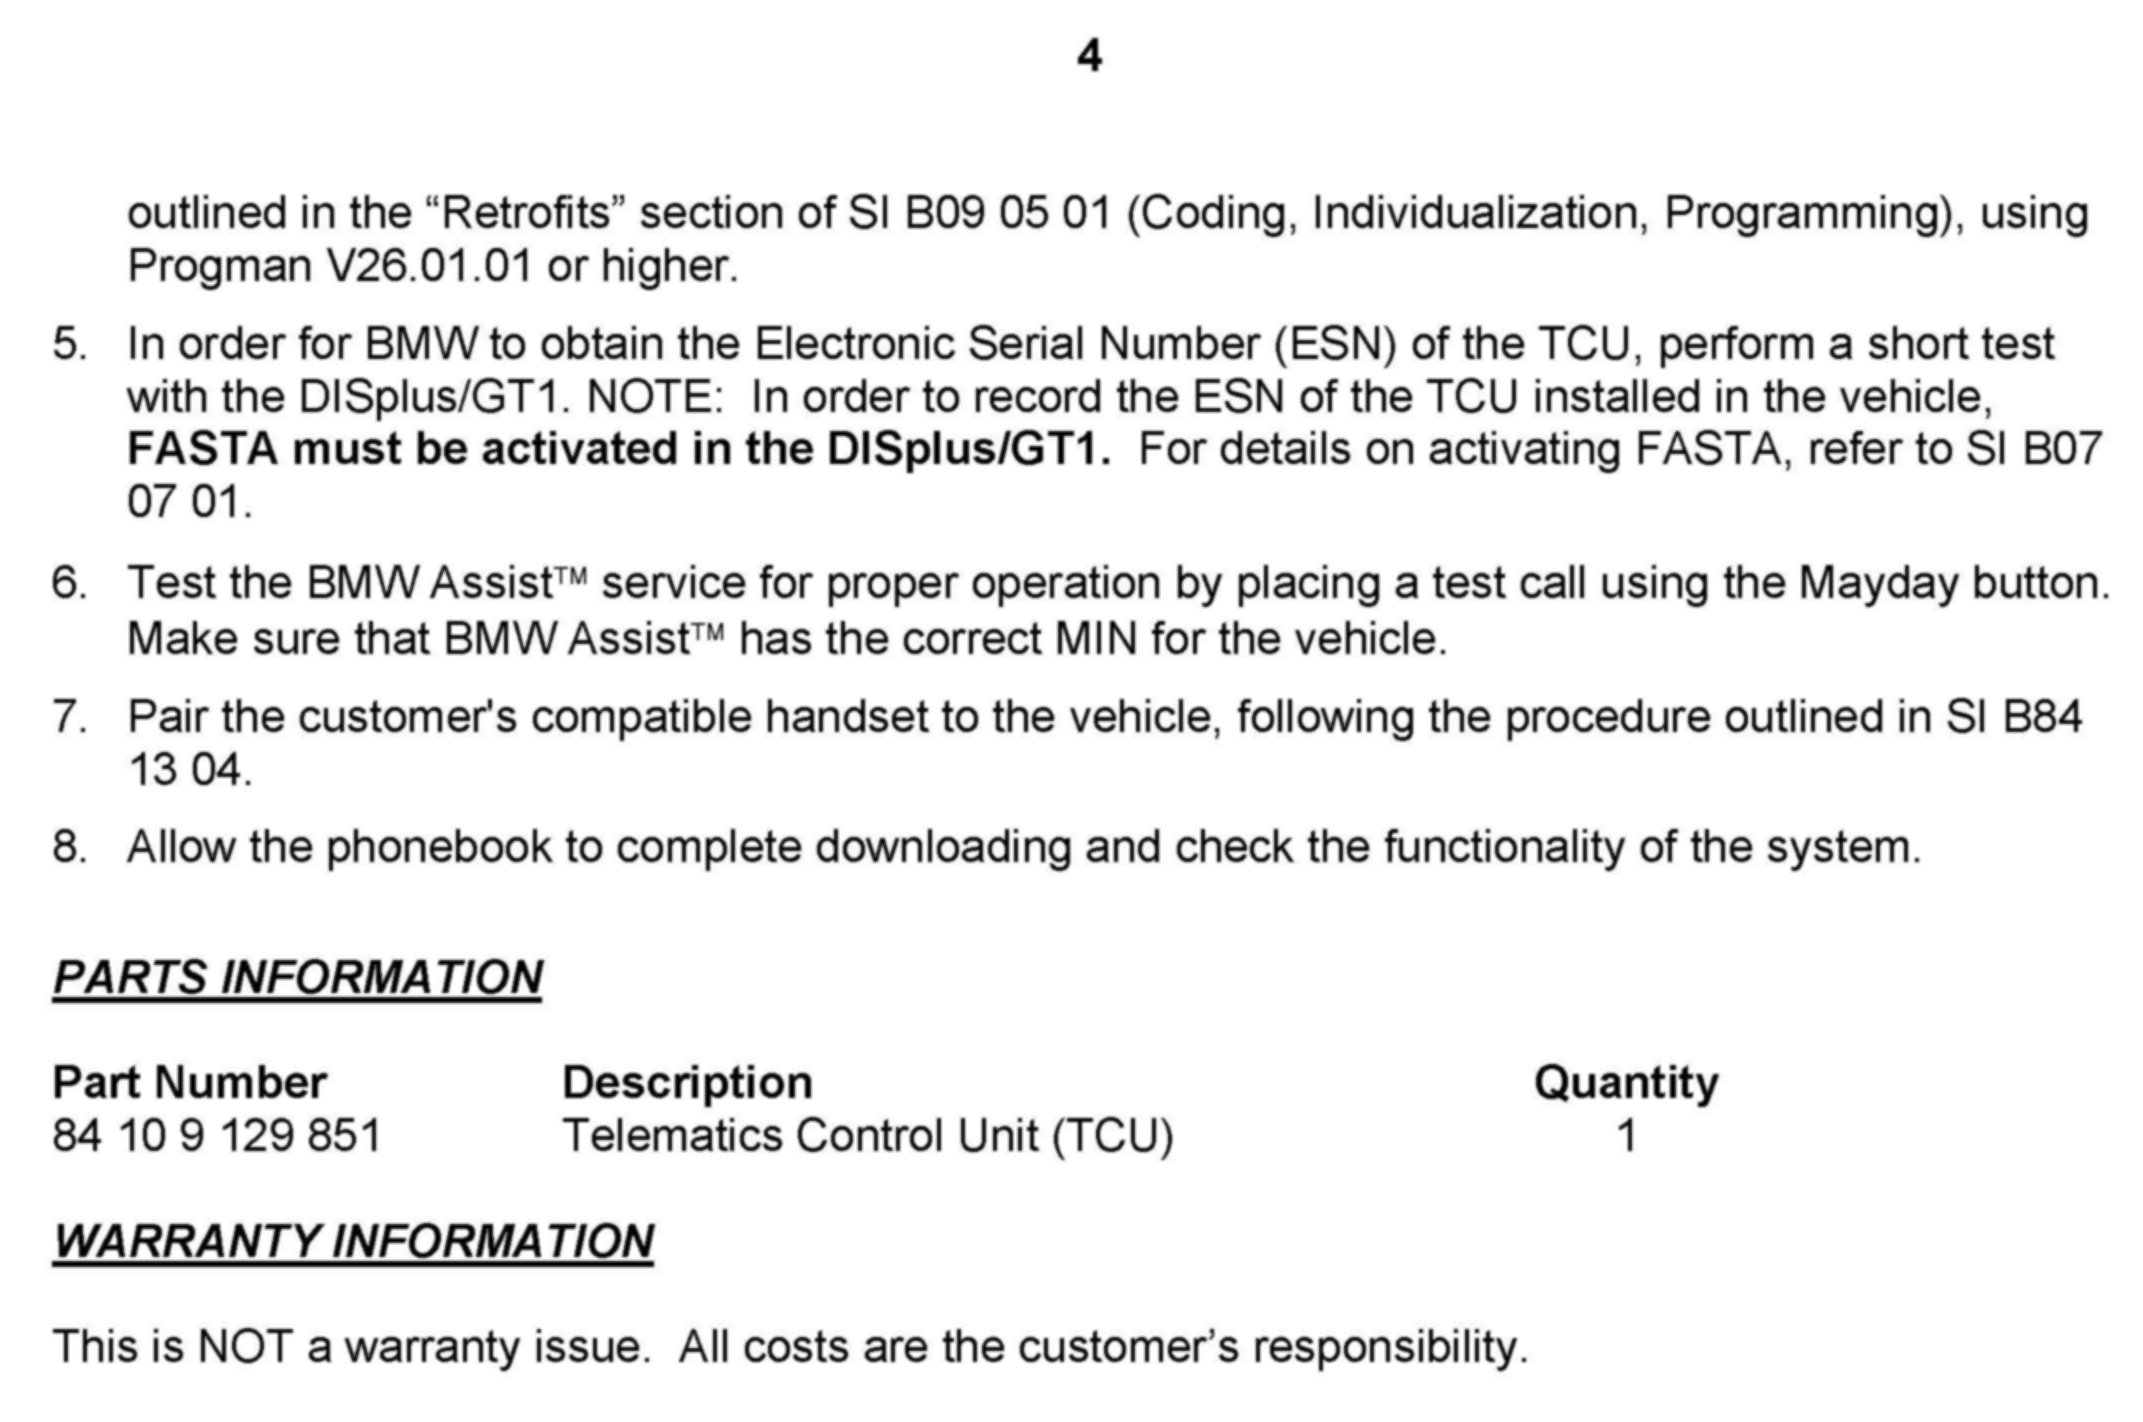 4
outlined in the “Retrofits” section of SI B09 05 01 (Coding, Individualization, Programming), using
Progman V26.01.01 or higher.
5. In order for BMW to obtain the Electronic Serial Number (ESN) of the TCU, perform a short test
with the DISplus/GT1. NOTE:  In order to record the ESN of the TCU installed in the vehicle,
FASTA must be activated in the DISplus/GT1.  For details on activating FASTA, refer to SI B07
07 01.
6. Test the BMW Assist™ service for proper operation by placing a test call using the Mayday button.
Make sure that BMW Assist™ has the correct MIN for the vehicle.
7. Pair the customer's compatible handset to the vehicle, following the procedure outlined in SI B84
13 04.
8. Allow the phonebook to complete downloading and check the functionality of the system.
PARTS INFORMATION
Part Number Description Quantity
84 10 9 129 851 Telematics Control Unit (TCU) 1
WARRANTY INFORMATION
This is NOT a warranty issue.  All costs are the customer’s responsibility.